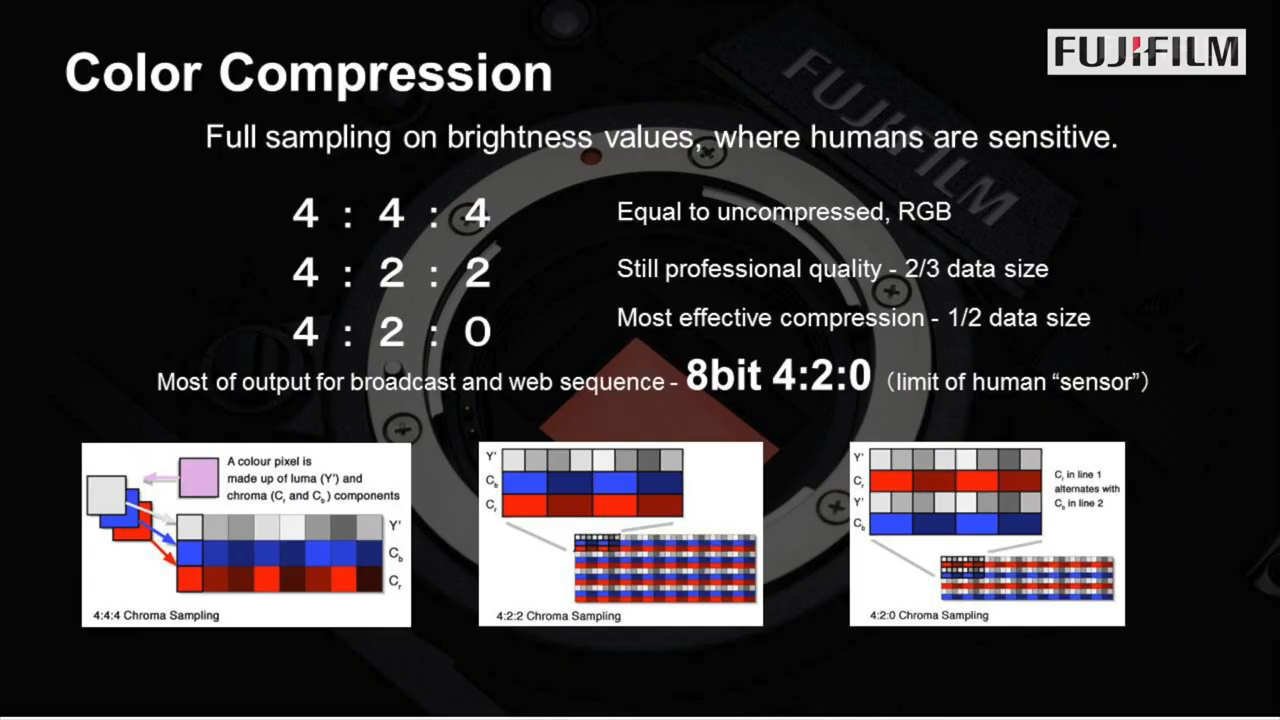 Color Compression
FUJIFILM
FUJIFILM
Full sampling on brightness values, where humans are sensitive.
4 : 4 : 4
Equal to uncompressed, RGB
4 : 2 : 2
Still professional quality - 2/3 data size
4 : 2 : 0
Most effective compression - 1/2 data size
Most of output for broadcast and web sequence - 8bit 4:2:0 (limit of human “sensor”)
A colour pixel is
made up of luma (Y') and
chroma (Cr and Cb) components
Y'
Cb
Cr
4:4:4 Chroma Sampling
Y'
Cb
Cr
4:2:2 Chroma Sampling
Y'
Cr
Y'
Cb
Cr in line 1
alternates with
Cb in line 2
4:2:0 Chroma Sampling